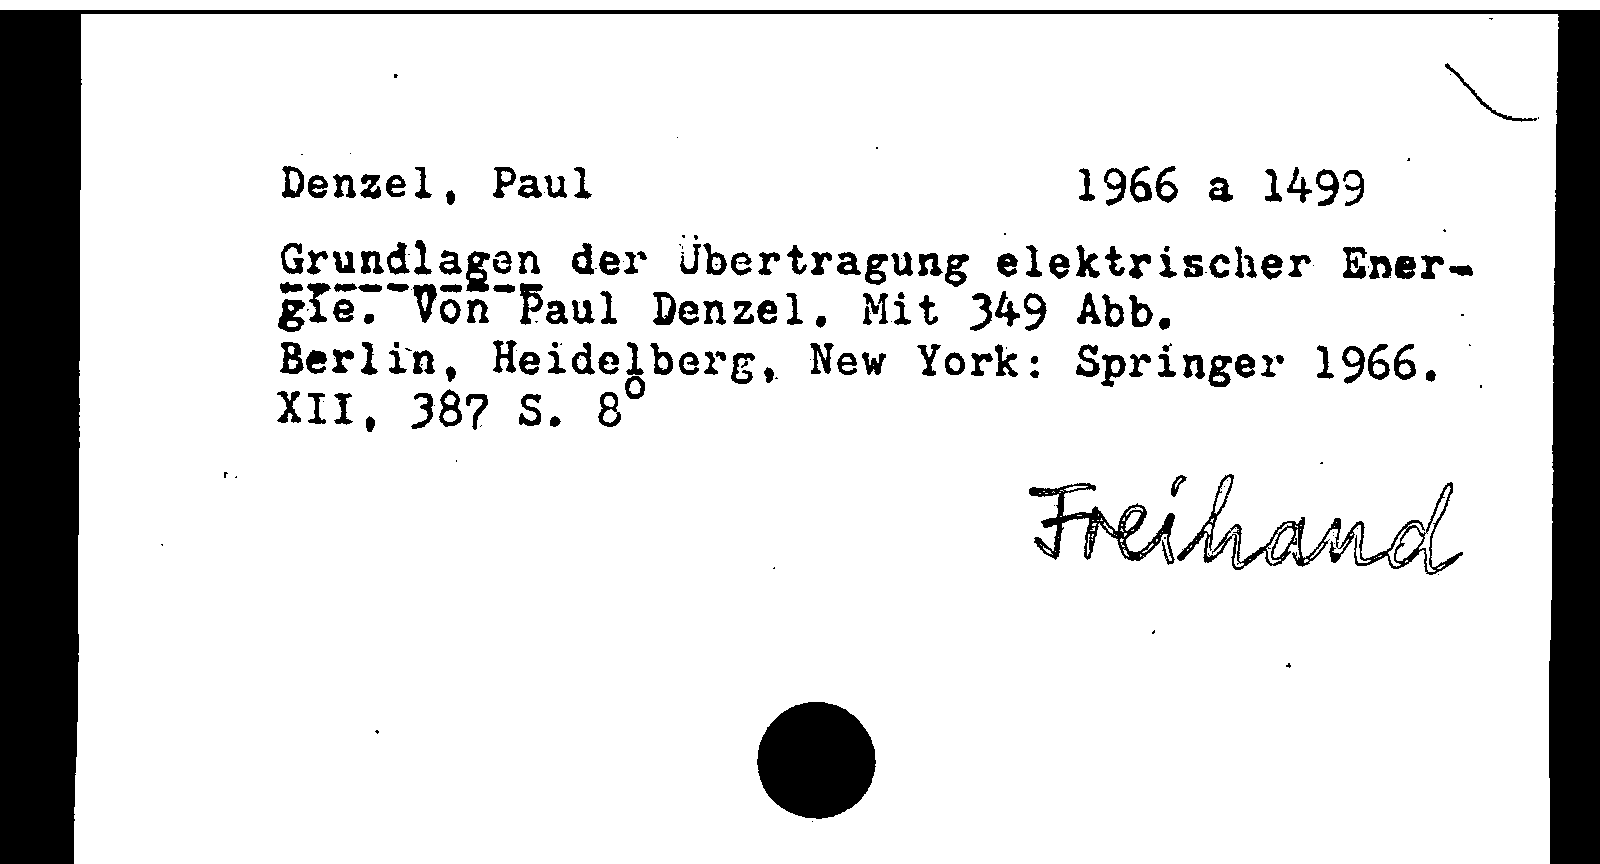 Denzel, Paul 1966 a 1499
Grundlagen der Übertragung elektrischer Ener-
gie. Von Paul Denzel. Mit 349 Abb.
Berlin, Heidelberg, New York: Springer 1966.
XII, 387 S. 8°
Freihand